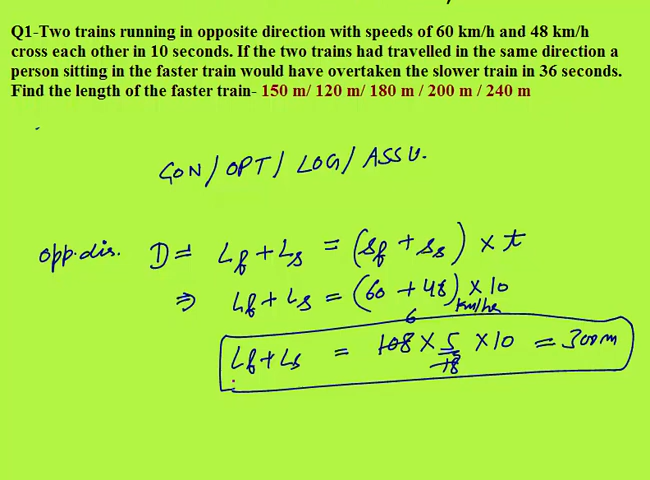 Q1-Two trains running in opposite direction with speeds of 60 km/h and 48 km/h
cross each other in 10 seconds. If the two trains had travelled in the same direction a
person sitting in the faster train would have overtaken the slower train in 36 seconds.
Find the length of the faster train- 150 m/ 120 m/ 180 m / 200 m / 240 m
CON/ OPT/ LOG/ ASSU.
opp. dis. D = Lf + Ls = (Sf + Ss) × t
⇒ Lf + Ls = (60 + 48) × 10
km/hr
6
Lf + Ls = 108 × 5/18 × 10 = 300m